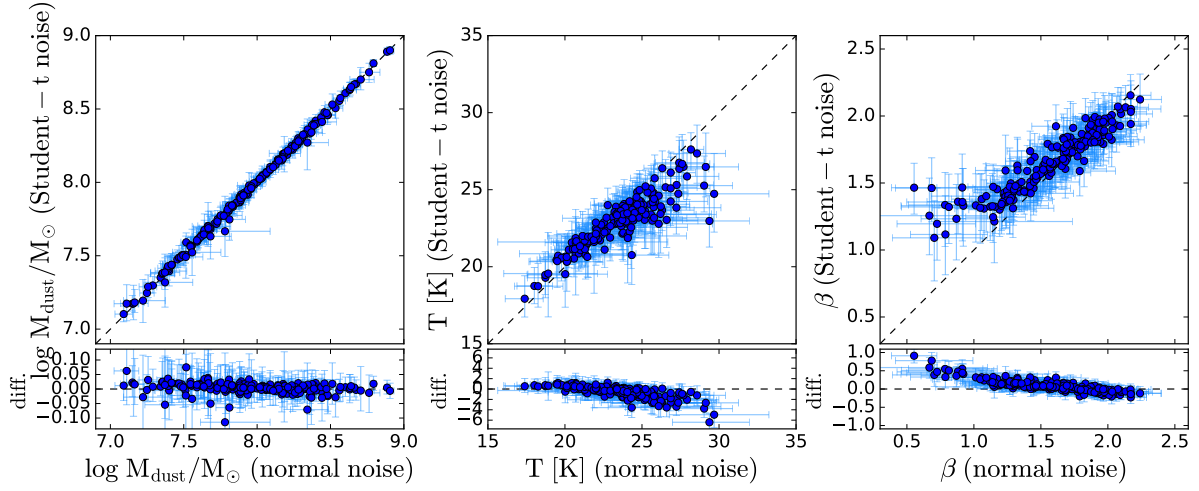 log M_dust/M_⊙ (Student − t noise)
9.0
8.5
8.0
7.5
7.0
diff.
0.10
0.05
0.00
−0.05
−0.10
7.0 7.5 8.0 8.5 9.0
log M_dust/M_⊙ (normal noise)
T [K] (Student − t noise)
35
30
25
20
15
diff.
6
4
2
0
−2
−4
−6
15 20 25 30 35
T [K] (normal noise)
β (Student − t noise)
2.5
2.0
1.5
1.0
0.5
diff.
1.0
0.5
0.0
−0.5
−1.0
0.5 1.0 1.5 2.0 2.5
β (normal noise)